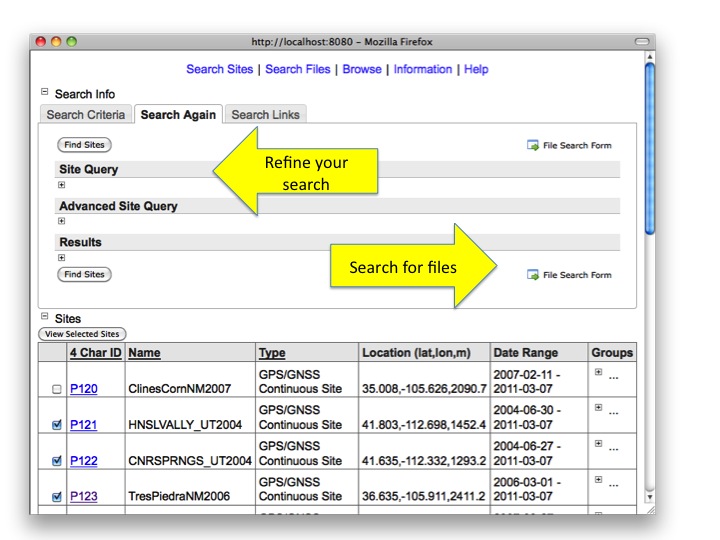 http://localhost:8080 - Mozilla Firefox
Search Sites | Search Files | Browse | Information | Help
Search Info
Search Criteria Search Again Search Links
Find Sites File Search Form
Refine your
search
Site Query
Advanced Site Query
Results
Search for files
Find Sites File Search Form
Sites
View Selected Sites
4 Char ID Name Type Location (lat,lon,m) Date Range Groups
P120 ClinesCornNM2007 GPS/GNSS Continuous Site 35.008,-105.626,2090.7 2007-02-11 - 2011-03-07 ...
P121 HNSLVALLY_UT2004 GPS/GNSS Continuous Site 41.803,-112.698,1452.4 2004-06-30 - 2011-03-07 ...
P122 CNRSPRNGS_UT2004 GPS/GNSS Continuous Site 41.635,-112.332,1293.2 2004-06-27 - 2011-03-07 ...
P123 TresPiedraNM2006 GPS/GNSS Continuous Site 36.635,-105.911,2411.2 2006-03-01 - 2011-03-07 ...